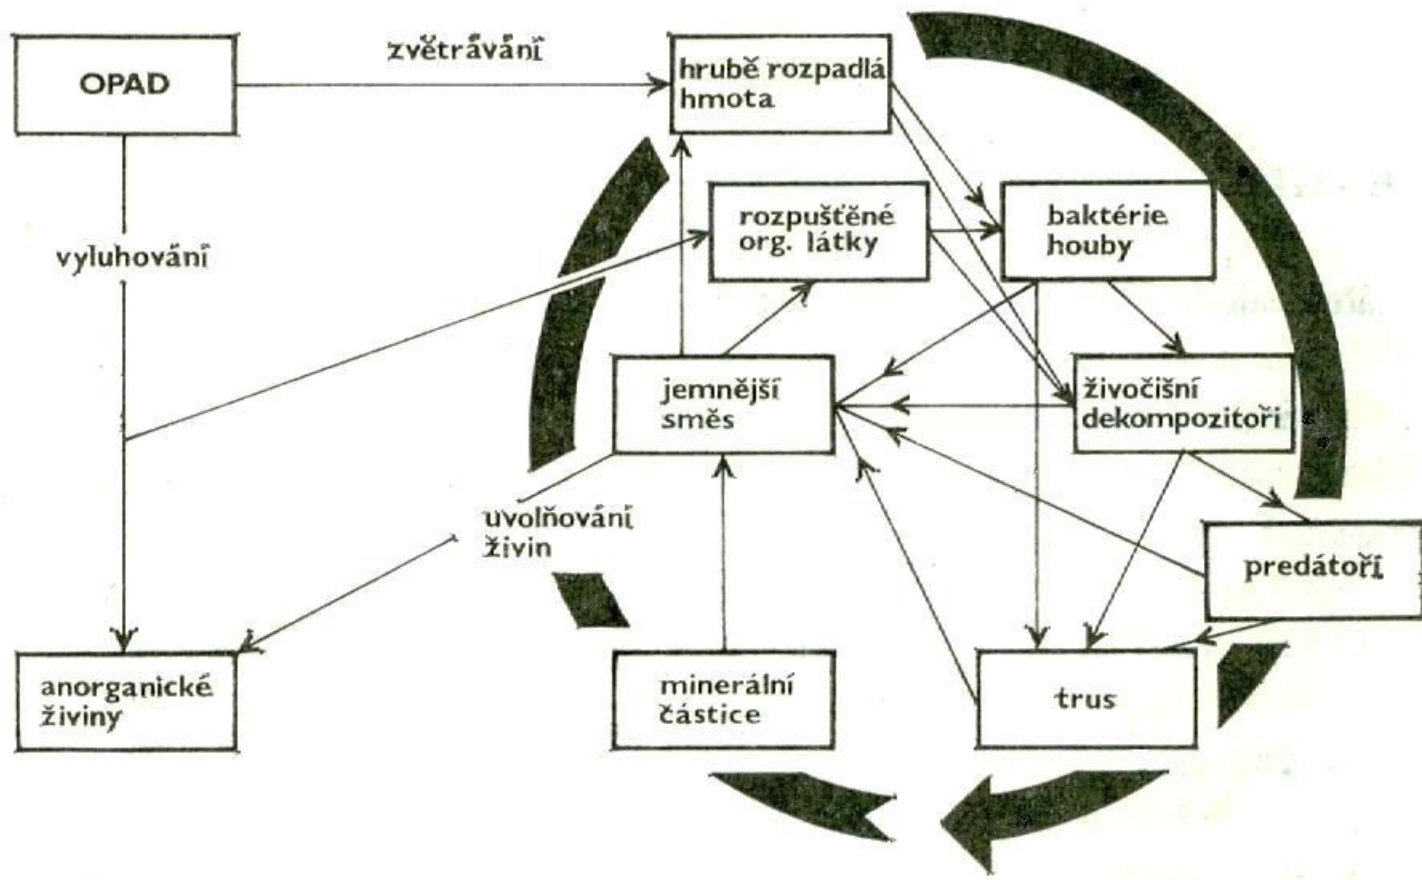 OPAD
zvětrávání
hrubě rozpadlá
hmota
rozpuštěné
org. látky
baktérie
houby
vyluhování
jemnější
směs
živočišní
dekompozitoři
uvolňování
živin
predátoři
anorganické
živiny
minerální
částice
trus